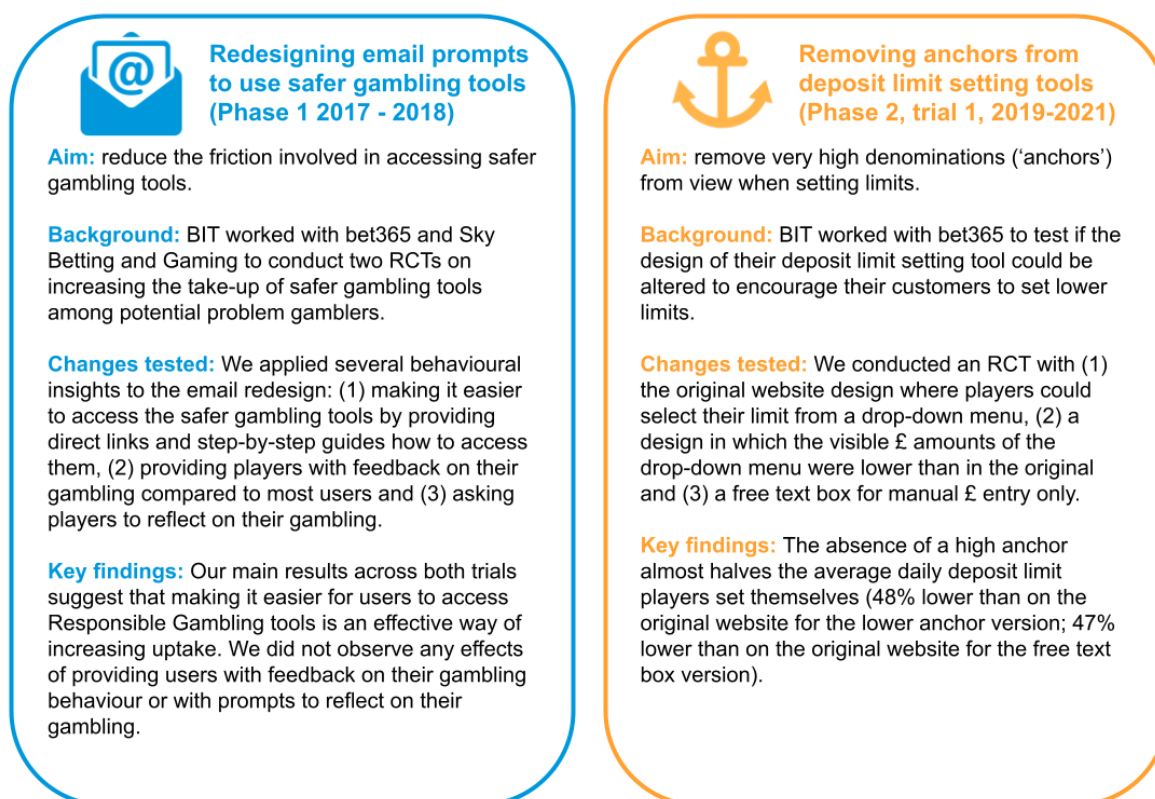 @
Redesigning email prompts
to use safer gambling tools
(Phase 1 2017 - 2018)
Aim: reduce the friction involved in accessing safer
gambling tools.
Background: BIT worked with bet365 and Sky
Betting and Gaming to conduct two RCTs on
increasing the take-up of safer gambling tools
among potential problem gamblers.
Changes tested: We applied several behavioural
insights to the email redesign: (1) making it easier
to access the safer gambling tools by providing
direct links and step-by-step guides how to access
them, (2) providing players with feedback on their
gambling compared to most users and (3) asking
players to reflect on their gambling.
Key findings: Our main results across both trials
suggest that making it easier for users to access
Responsible Gambling tools is an effective way of
increasing uptake. We did not observe any effects
of providing users with feedback on their gambling
behaviour or with prompts to reflect on their
gambling.
Removing anchors from
deposit limit setting tools
(Phase 2, trial 1, 2019-2021)
Aim: remove very high denominations (‘anchors’)
from view when setting limits.
Background: BIT worked with bet365 to test if the
design of their deposit limit setting tool could be
altered to encourage their customers to set lower
limits.
Changes tested: We conducted an RCT with (1)
the original website design where players could
select their limit from a drop-down menu, (2) a
design in which the visible £ amounts of the
drop-down menu were lower than in the original
and (3) a free text box for manual £ entry only.
Key findings: The absence of a high anchor
almost halves the average daily deposit limit
players set themselves (48% lower than on the
original website for the lower anchor version; 47%
lower than on the original website for the free text
box version).